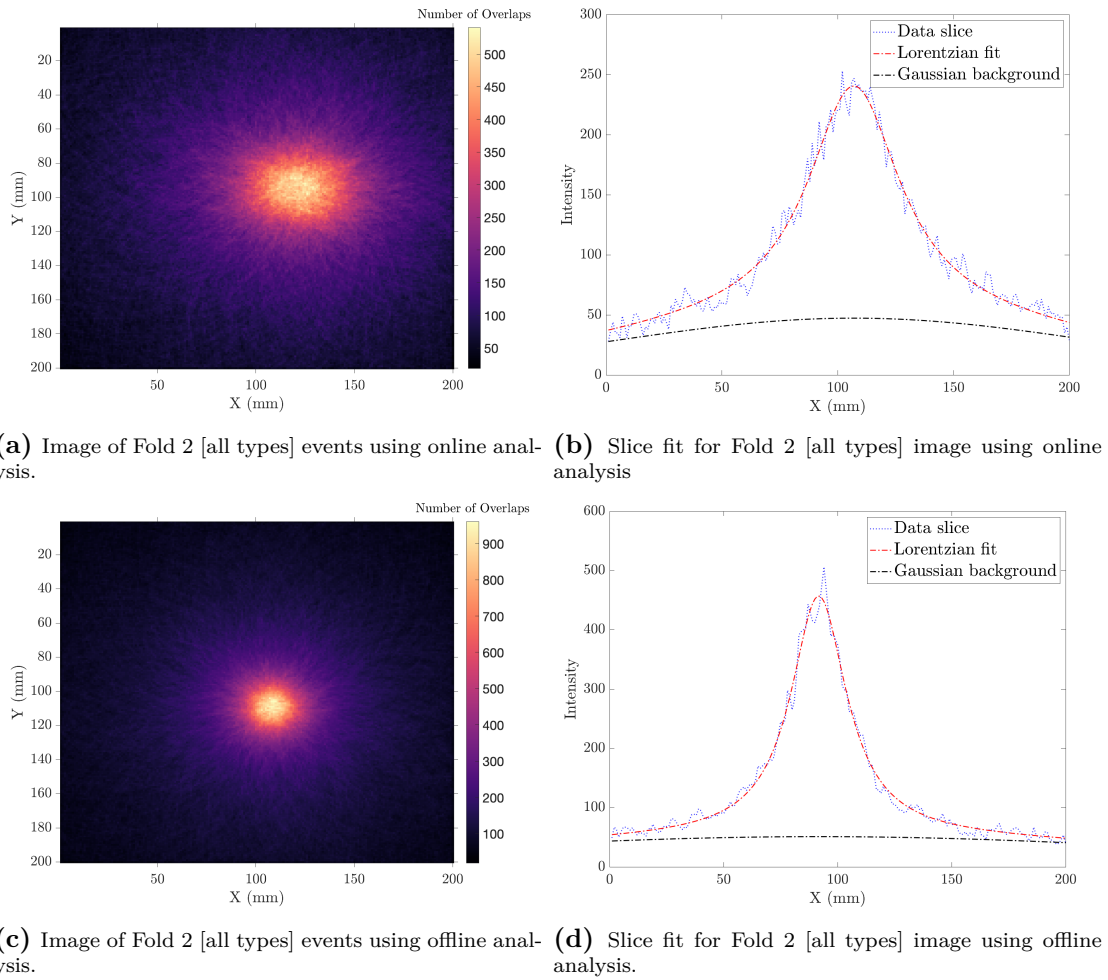 Number of Overlaps
500
450
400
350
300
250
200
150
100
50
20
40
60
80
100
120
140
160
180
200
Y (mm)
50
100
150
200
X (mm)
300
250
200
150
100
50
0
Intensity
0
50
100
150
200
X (mm)
Data slice
Lorentzian fit
Gaussian background
(a) Image of Fold 2 [all types] events using online anal-
ysis.
(b) Slice fit for Fold 2 [all types] image using online
analysis
Number of Overlaps
900
800
700
600
500
400
300
200
100
20
40
60
80
100
120
140
160
180
200
Y (mm)
50
100
150
200
X (mm)
600
500
400
300
200
100
0
Intensity
0
50
100
150
200
X (mm)
Data slice
Lorentzian fit
Gaussian background
(c) Image of Fold 2 [all types] events using offline anal-
ysis.
(d) Slice fit for Fold 2 [all types] image using offline
analysis.